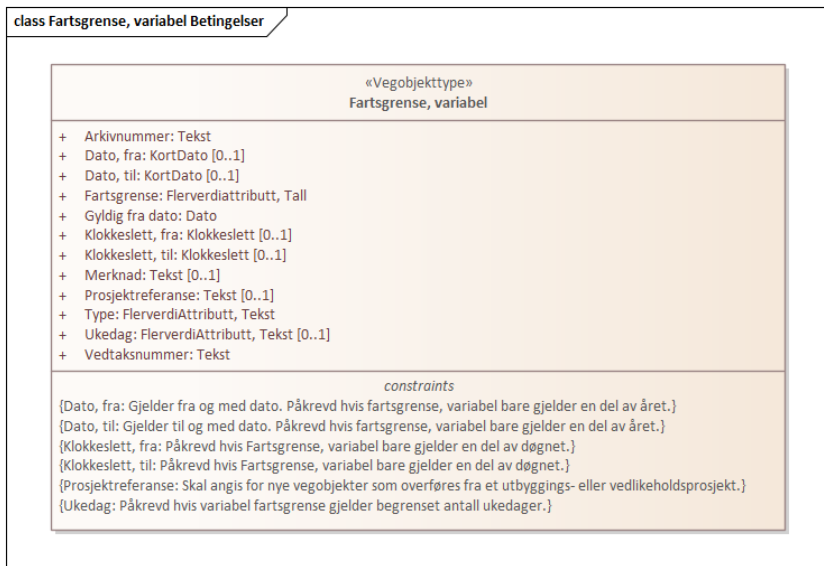 class Fartsgrense, variabel Betingelser
«Vegobjekttype»
Fartsgrense, variabel
+ Arkivnummer: Tekst
+ Dato, fra: KortDato [0..1]
+ Dato, til: KortDato [0..1]
+ Fartsgrense: Flerverdiattributt, Tall
+ Gyldig fra dato: Dato
+ Klokkeslett, fra: Klokkeslett [0..1]
+ Klokkeslett, til: Klokkeslett [0..1]
+ Merknad: Tekst [0..1]
+ Prosjektreferanse: Tekst [0..1]
+ Type: FlerverdiAttributt, Tekst
+ Ukedag: FlerverdiAttributt, Tekst [0..1]
+ Vedtaksnummer: Tekst
constraints
{Dato, fra: Gjelder fra og med dato. Påkrevd hvis fartsgrense, variabel bare gjelder en del av året.}
{Dato, til: Gjelder til og med dato. Påkrevd hvis fartsgrense, variabel bare gjelder en del av året.}
{Klokkeslett, fra: Påkrevd hvis Fartsgrense, variabel bare gjelder en del av døgnet.}
{Klokkeslett, til: Påkrevd hvis Fartsgrense, variabel bare gjelder en del av døgnet.}
{Prosjektreferanse: Skal angis for nye vegobjekter som overføres fra et utbyggings- eller vedlikeholdsprosjekt.}
{Ukedag: Påkrevd hvis variabel fartsgrense gjelder begrenset antall ukedager.}